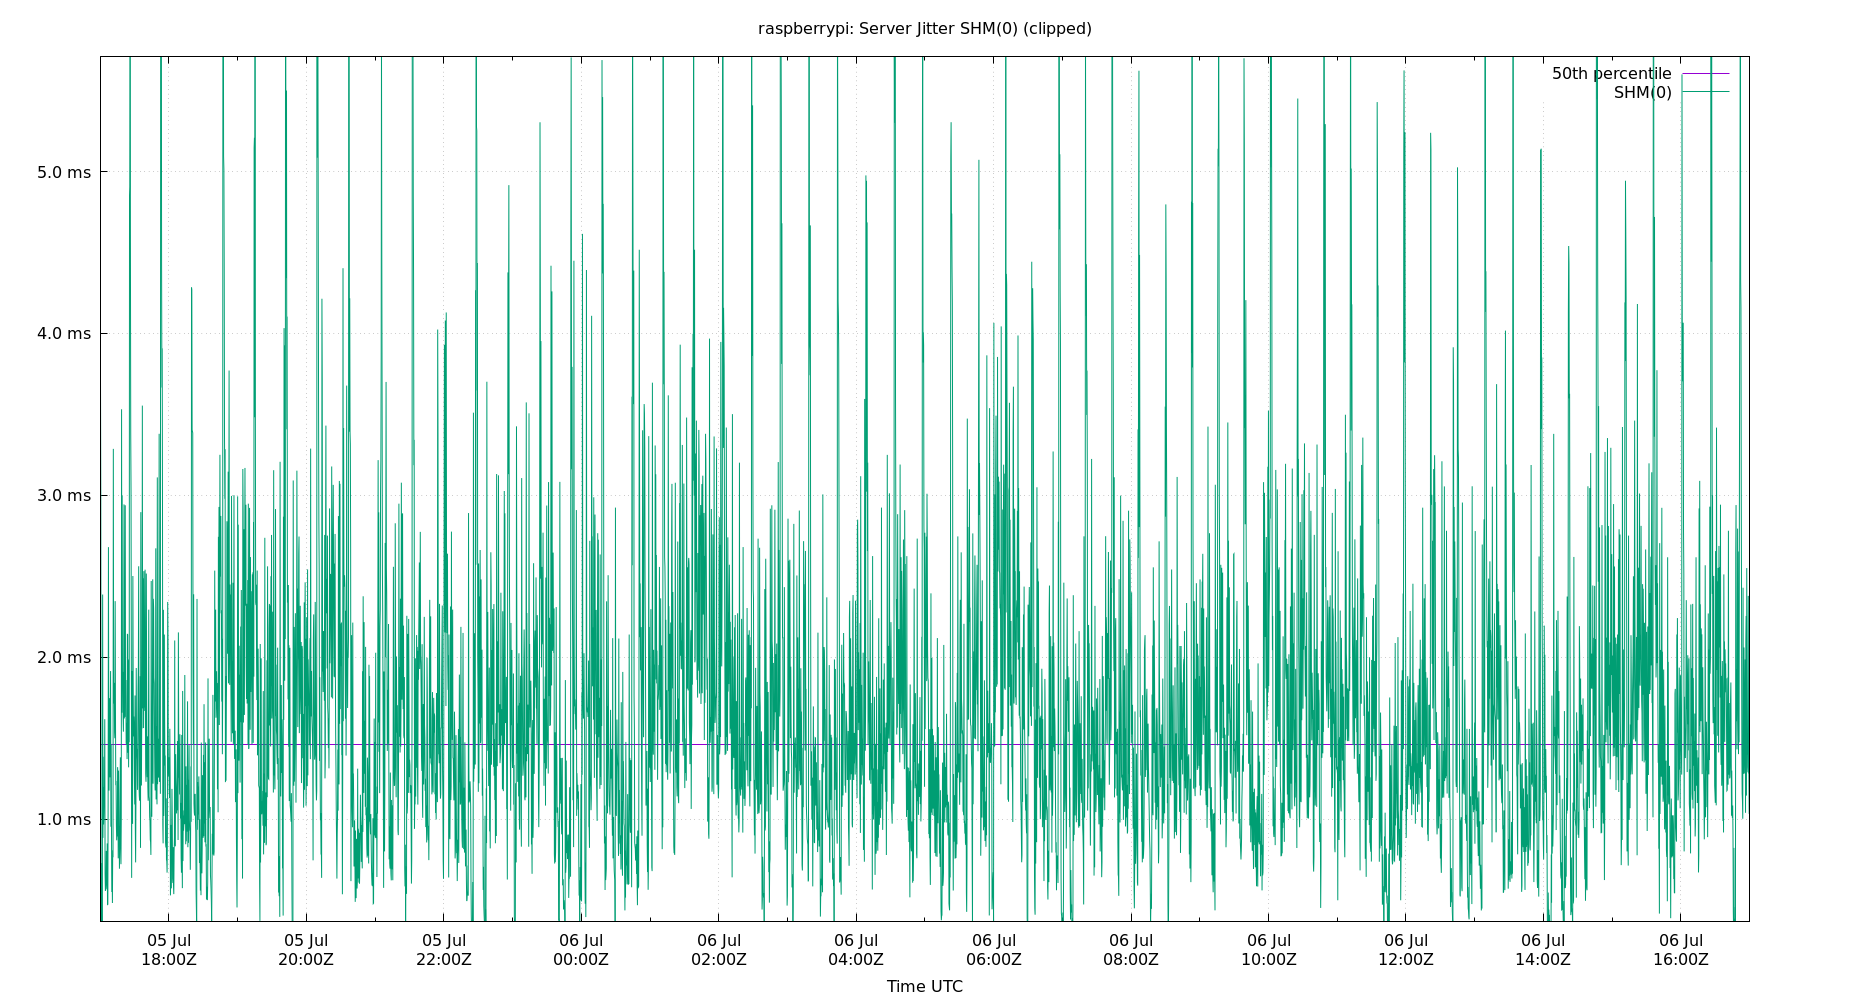 raspberrypi: Server Jitter SHM(0) (clipped)
50th percentile
SHM(0)
5.0 ms
4.0 ms
3.0 ms
2.0 ms
1.0 ms
05 Jul 05 Jul 05 Jul 06 Jul 06 Jul 06 Jul 06 Jul 06 Jul 06 Jul 06 Jul 06 Jul 06 Jul
18:00Z 20:00Z 22:00Z 00:00Z 02:00Z 04:00Z 06:00Z 08:00Z 10:00Z 12:00Z 14:00Z 16:00Z
Time UTC